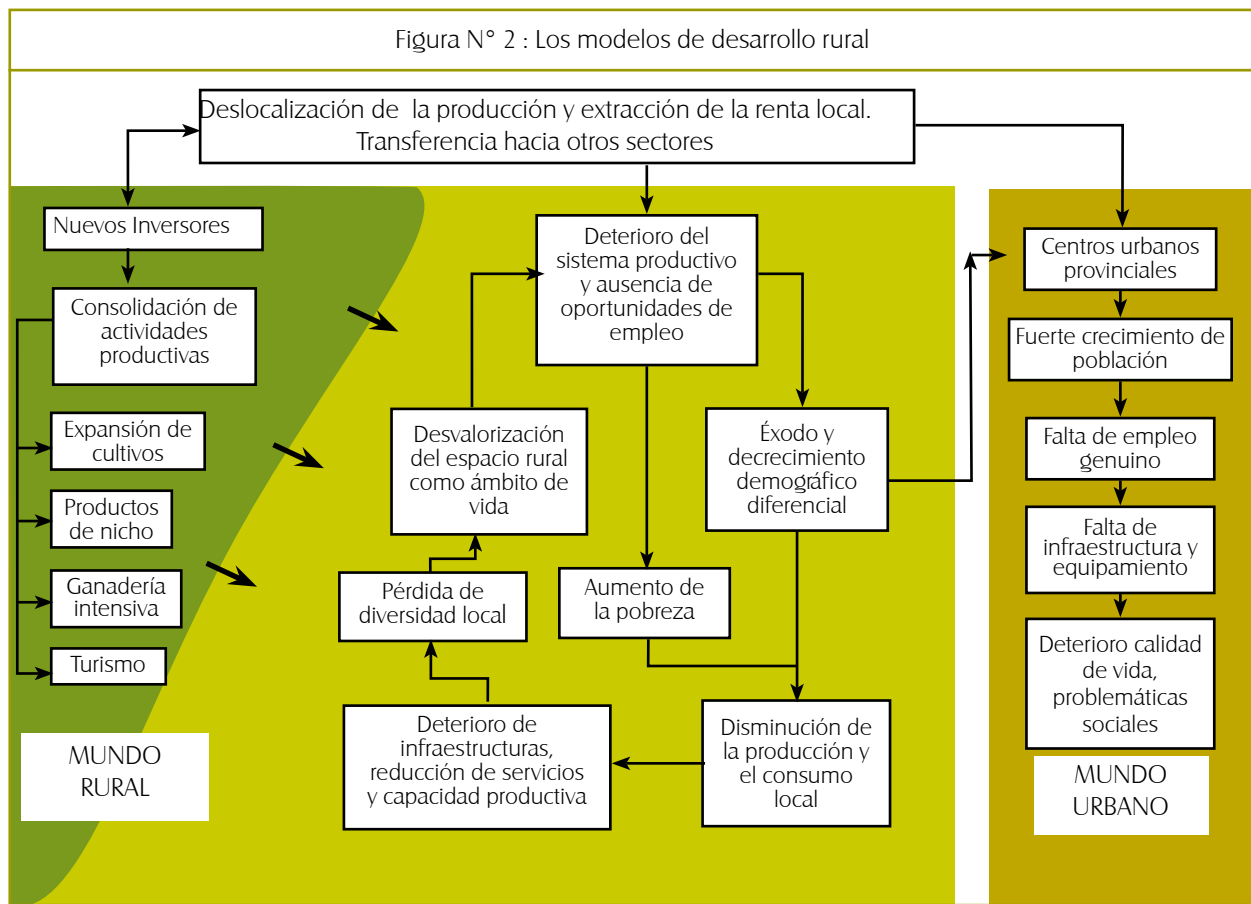 Figura N° 2 : Los modelos de desarrollo rural
Deslocalización de la producción y extracción de la renta local.
Transferencia hacia otros sectores
Nuevos Inversores
Consolidación de
actividades
productivas
Expansión de
cultivos
Productos
de nicho
Ganadería
intensiva
Turismo
MUNDO
RURAL
Deterioro del
sistema productivo
y ausencia de
oportunidades de
empleo
Desvalorización
del espacio rural
como ámbito de
vida
Éxodo y
decrecimiento
demográfico
diferencial
Pérdida de
diversidad local
Aumento de
la pobreza
Deterioro de
infraestructuras,
reducción de servicios
y capacidad productiva
Disminución de
la producción y
el consumo
local
Centros urbanos
provinciales
Fuerte crecimiento de
población
Falta de empleo
genuino
Falta de
infraestructura y
equipamiento
Deterioro calidad
de vida,
problemáticas
sociales
MUNDO
URBANO